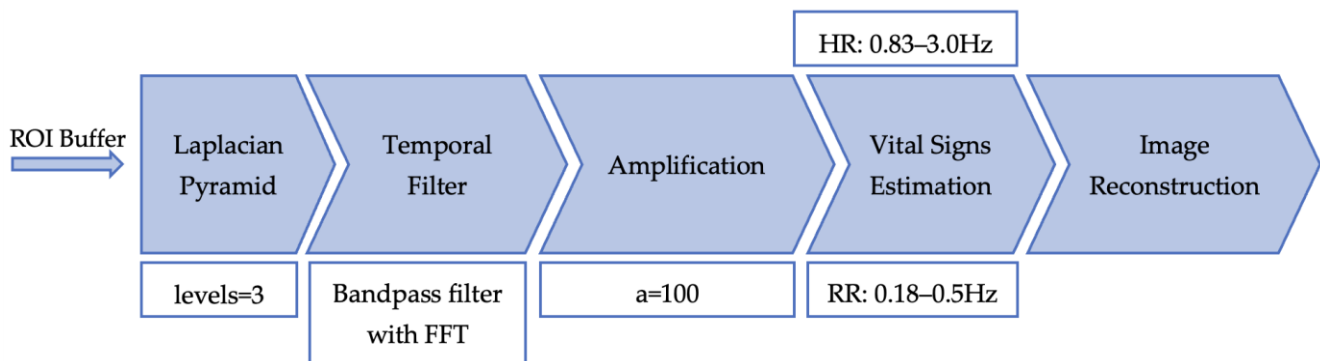 HR: 0.83–3.0Hz
ROI Buffer
Laplacian
Pyramid
Temporal
Filter
Amplification
Vital Signs
Estimation
Image
Reconstruction
levels=3
Bandpass filter
with FFT
a=100
RR: 0.18–0.5Hz